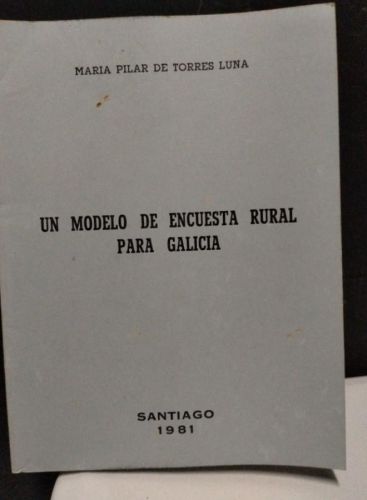 MARIA PILAR DE TORRES LUNA
UN MODELO DE ENCUESTA RURAL
PARA GALICIA
SANTIAGO
1981